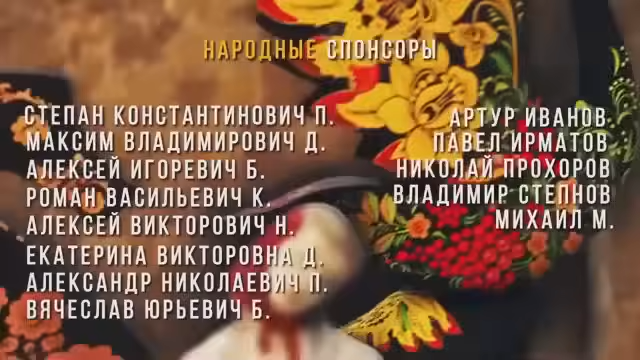 НАРОДНЫЕ СПОНСОРЫ
СТЕПАН КОНСТАНТИНОВИЧ П.
МАКСИМ ВЛАДИМИРОВИЧ Д.
АЛЕКСЕЙ ИГОРЕВИЧ Б.
РОМАН ВАСИЛЬЕВИЧ К.
АЛЕКСЕЙ ВИКТОРОВИЧ Н.
ЕКАТЕРИНА ВИКТОРОВНА Д.
АЛЕКСАНДР НИКОЛАЕВИЧ П.
ВЯЧЕСЛАВ ЮРЬЕВИЧ Б.
АРТУР ИВАНОВ
ПАВЕЛ ИРМАТОВ
НИКОЛАЙ ПРОХОРОВ
ВЛАДИМИР СТЕПНОВ
МИХАИЛ М.